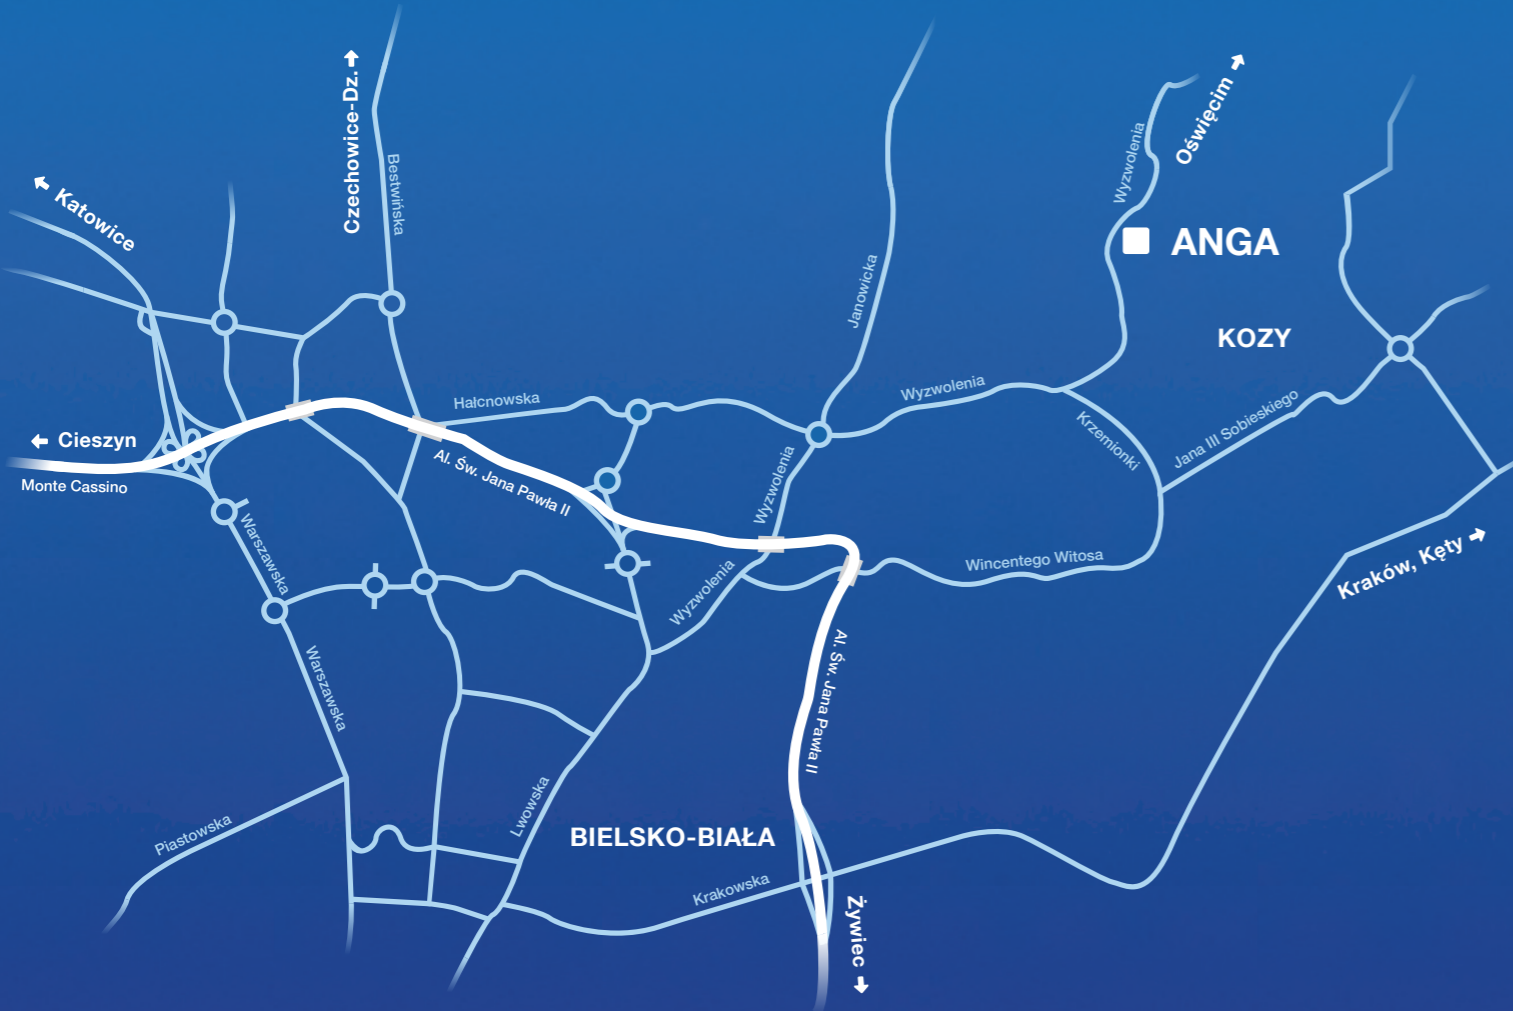 Czechowice-Dz.
Bestwińska
Katowice
Wyzwolenia
Oświęcim
ANGA
Janowicka
KOZY
Hałcnowska
Wyzwolenia
Krzemionki
Jana III Sobieskiego
Cieszyn
Monte Cassino
Al. Św. Jana Pawła II
Wyzwolenia
Warszawska
Wincentego Witosa
Kraków, Kęty
Wyzwolenia
Warszawska
Al. Św. Jana Pawła II
Lwowska
Piastowska
BIELSKO-BIAŁA
Krakowska
Żywiec